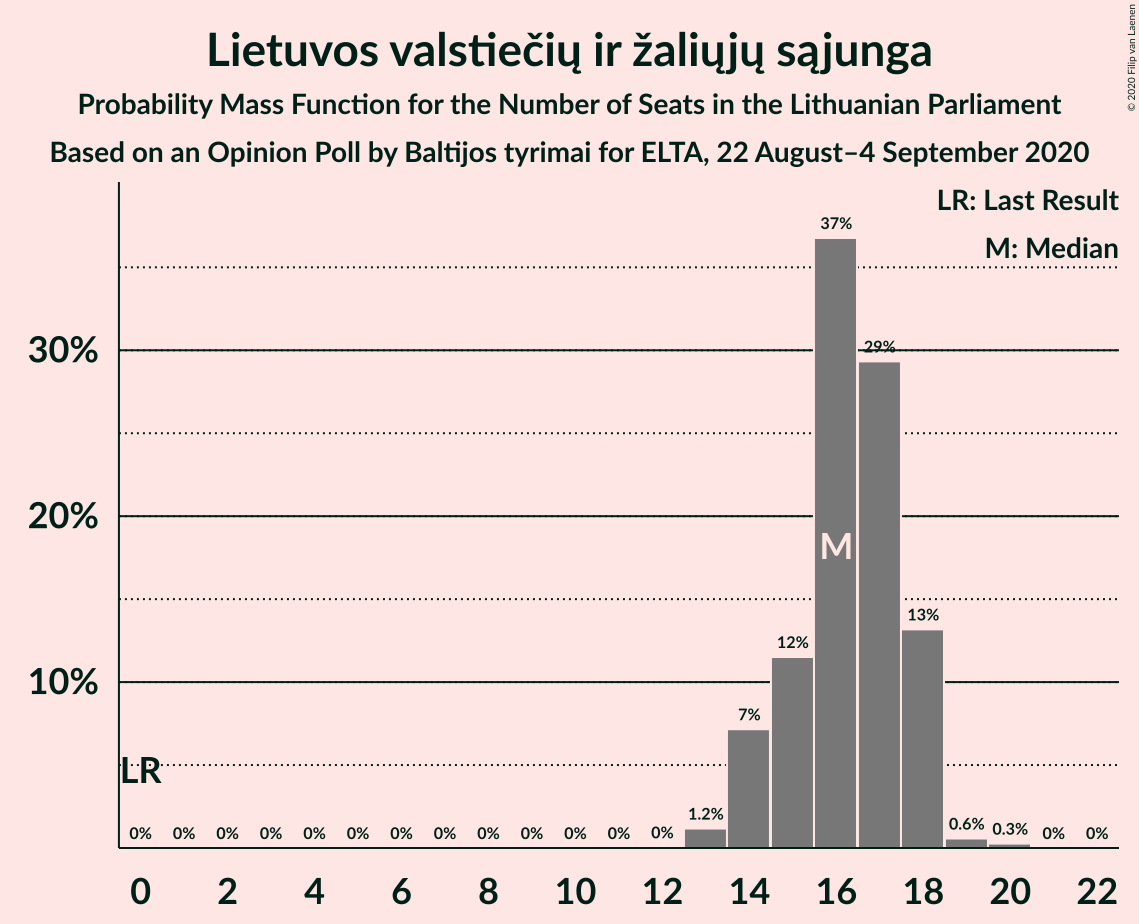 Lietuvos valstiečių ir žaliųjų sąjunga
Probability Mass Function for the Number of Seats in the Lithuanian Parliament
Based on an Opinion Poll by Baltijos tyrimai for ELTA, 22 August–4 September 2020
© 2020 Filip van Laenen
LR: Last Result
M: Median
37%
30%
29%
20%
M
12%
13%
10%
7%
LR
0% 0% 0% 0% 0% 0% 0% 0% 0% 0% 0% 0% 0% 1.2% 0.6% 0.3% 0% 0%
0 2 4 6 8 10 12 14 16 18 20 22